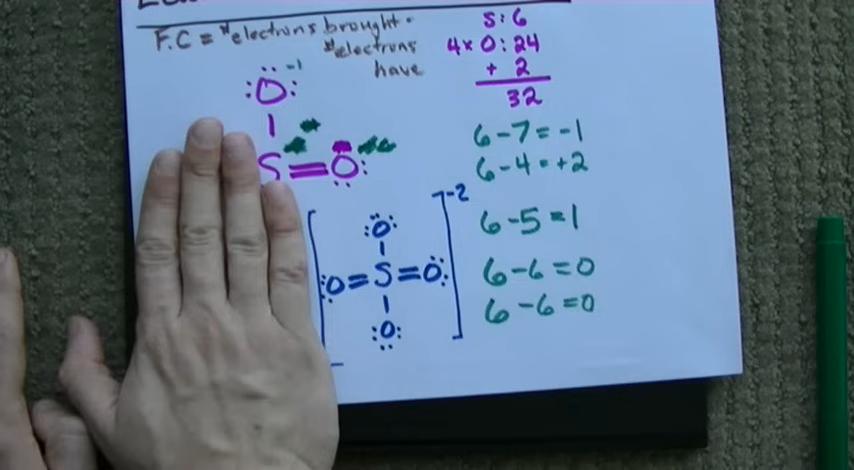 F.C = #electrons brought -
#electrons
have
S: 6
4x O: 24
+ 2
32
-1
O
S=O
6-7=-1
6-4=+2
6-5=1
6-6=0
6-6=0
-2
O
O=S=O
O